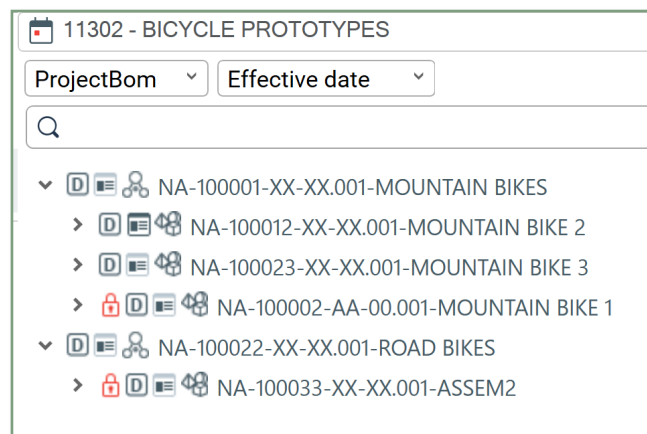 11302 - BICYCLE PROTOTYPES
ProjectBom Effective date
D NA-100001-XX-XX.001-MOUNTAIN BIKES
D NA-100012-XX-XX.001-MOUNTAIN BIKE 2
D NA-100023-XX-XX.001-MOUNTAIN BIKE 3
D NA-100002-AA-00.001-MOUNTAIN BIKE 1
D NA-100022-XX-XX.001-ROAD BIKES
D NA-100033-XX-XX.001-ASSEM2